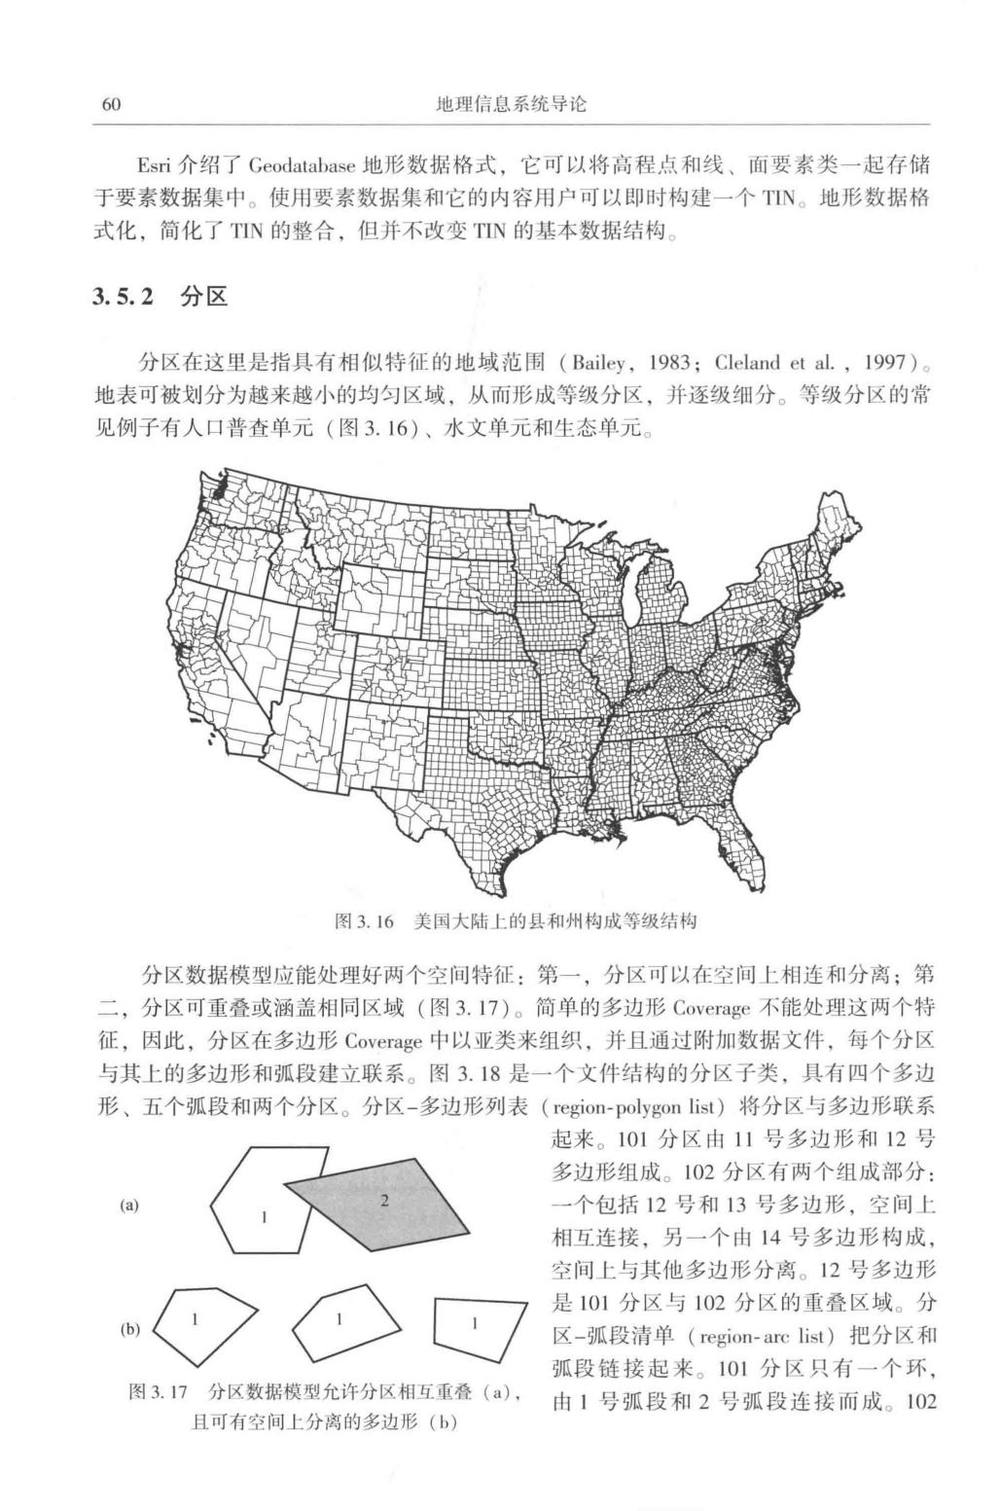 60
地理信息系统导论
Esri 介绍了 Geodatabase 地形数据格式，它可以将高程点和线、面要素类一起存储
于要素数据集中。使用要素数据集和它的内容用户可以即时构建一个 TIN。地形数据格
式化，简化了 TIN 的整合，但并不改变 TIN 的基本数据结构。
3.5.2 分区
分区在这里是指具有相似特征的地域范围（Bailey，1983；Cleland et al.，1997）。
地表可被划分为越来越小的均匀区域，从而形成等级分区，并逐级细分。等级分区的常
见例子有人口普查单元（图 3.16）、水文单元和生态单元。
图 3.16 美国大陆上的县和州构成等级结构
分区数据模型应能处理好两个空间特征：第一，分区可以在空间上相连和分离；第
二，分区可重叠或涵盖相同区域（图 3.17）。简单的多边形 Coverage 不能处理这两个特
征，因此，分区在多边形 Coverage 中以亚类来组织，并且通过附加数据文件，每个分区
与其上的多边形和弧段建立联系。图 3.18 是一个文件结构的分区子类，具有四个多边
形、五个弧段和两个分区。分区-多边形列表（region-polygon list）将分区与多边形联系
起来。101 分区由 11 号多边形和 12 号
多边形组成。102 分区有两个组成部分：
一个包括 12 号和 13 号多边形，空间上
相互连接，另一个由 14 号多边形构成，
空间上与其他多边形分离。12 号多边形
是 101 分区与 102 分区的重叠区域。分
区-弧段清单（region-arc list）把分区和
弧段链接起来。101 分区只有一个环，
由 1 号弧段和 2 号弧段连接而成。102
(a)
1
2
(b)
1
1
1
图 3.17 分区数据模型允许分区相互重叠（a），
且可有空间上分离的多边形（b）